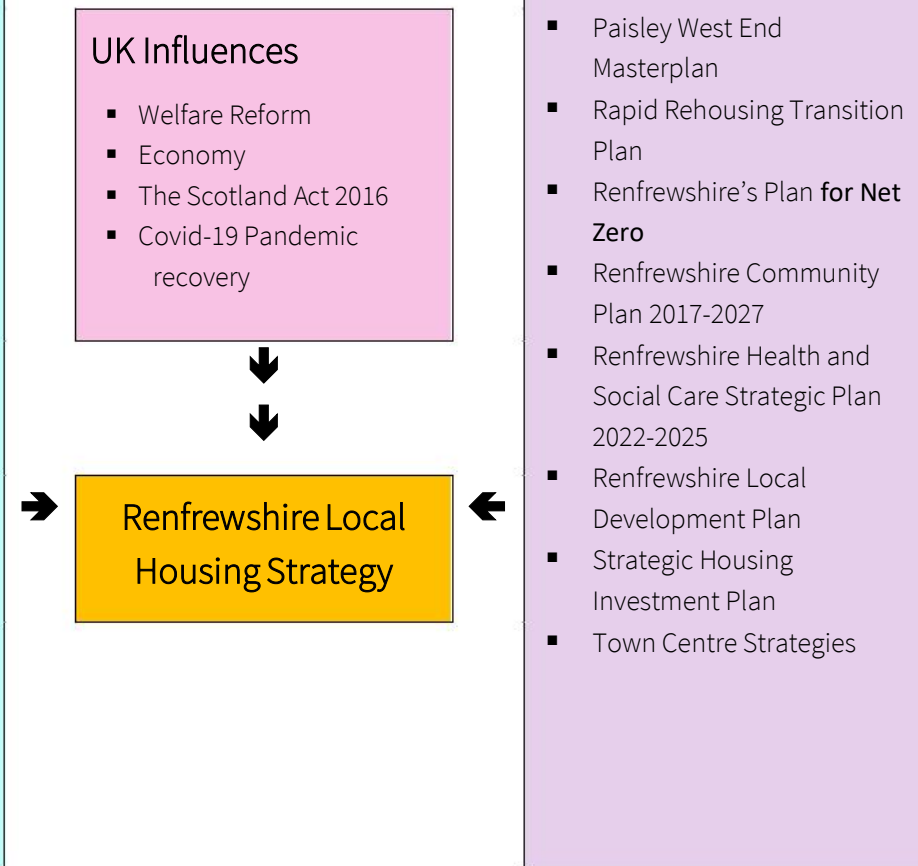 UK Influences
▪ Welfare Reform
▪ Economy
▪ The Scotland Act 2016
▪ Covid-19 Pandemic
recovery
Renfrewshire Local
Housing Strategy
▪ Paisley West End
Masterplan
▪ Rapid Rehousing Transition
Plan
▪ Renfrewshire’s Plan for Net
Zero
▪ Renfrewshire Community
Plan 2017-2027
▪ Renfrewshire Health and
Social Care Strategic Plan
2022-2025
▪ Renfrewshire Local
Development Plan
▪ Strategic Housing
Investment Plan
▪ Town Centre Strategies